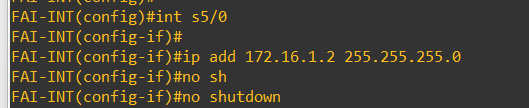 FAI-INT(config)#int s5/0
FAI-INT(config-if)#
FAI-INT(config-if)#ip add 172.16.1.2 255.255.255.0
FAI-INT(config-if)#no sh
FAI-INT(config-if)#no shutdown